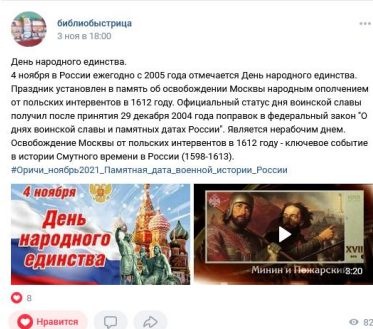 библиобыстрица
3 ноя в 18:00
День народного единства.
4 ноября в России ежегодно с 2005 года отмечается День народного единства.
Праздник установлен в память об освобождении Москвы народным ополчением
от польских интервентов в 1612 году. Официальный статус дня воинской славы
получил после принятия 29 декабря 2004 года поправок в федеральный закон "О
днях воинской славы и памятных датах России". Является нерабочим днем.
Освобождение Москвы от польских интервентов в 1612 году - ключевое событие
в истории Смутного времени в России (1598-1613).
#Оричи_ноябрь2021_Памятная_дата_военной_истории_России
4 ноября
День
народного
единства
XVII
Минин и Пожарский
3:20
8
Нравится
82